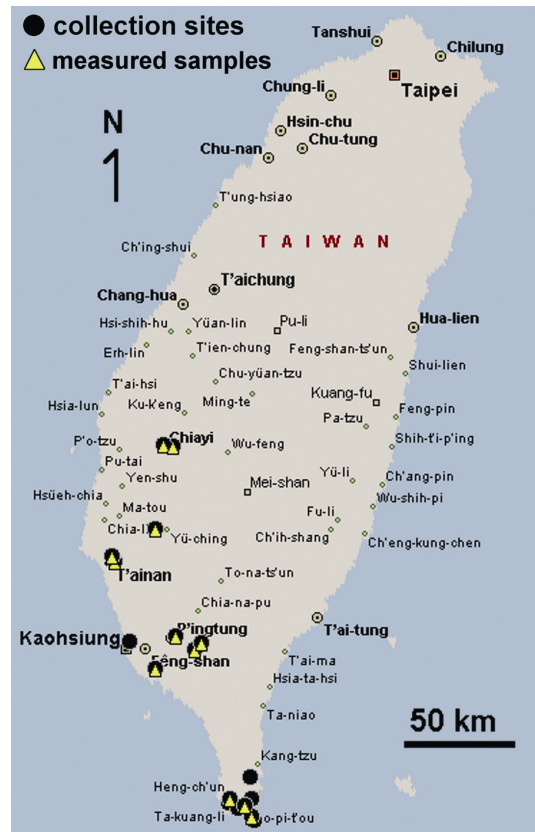 collection sites
measured samples
N
Tanshui
Chilung
Chung-li
Taipei
Hsin-chu
Chu-tung
Chu-nan
T'ung-hsiao
TAIWAN
Ch'ing-shui
T'aichung
Chang-hua
Hsi-shih-hu
Yüan-lin
Pu-li
Hua-lien
Erh-lin
T'ien-chung
Feng-shan-ts'un
Chu-yüan-tzu
Shui-lien
T'ai-hsi
Ming-te
Kuang-fu
Hsia-lun
Ku-k'eng
Pa-tzu
Feng-pin
P'o-tzu
Chiayi
Wu-feng
Shih-t'i-p'ing
Pu-tai
Yen-shu
Mei-shan
Yü-li
Ch'ang-pin
Hsüeh-chia
Ma-tou
Fu-li
Wu-shih-pi
Chia-li
Yü-ching
Ch'ih-shang
Ch'eng-kung-chen
T'ainan
To-na-ts'un
Chia-na-pu
T'ai-tung
P'ingtung
Kaohsiung
Fêng-shan
T'ai-ma
Hsia-ta-hsi
Ta-niao
50 km
Kang-tzu
Heng-ch'un
Ta-kuang-li
o-pi-t'ou